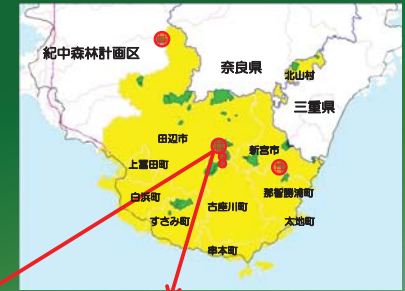 紀中森林計画区
奈良県
北山村
三重県
田辺市
新宮市
上富田町
那智勝浦町
白浜町
古座川町
すさみ町
太地町
串本町